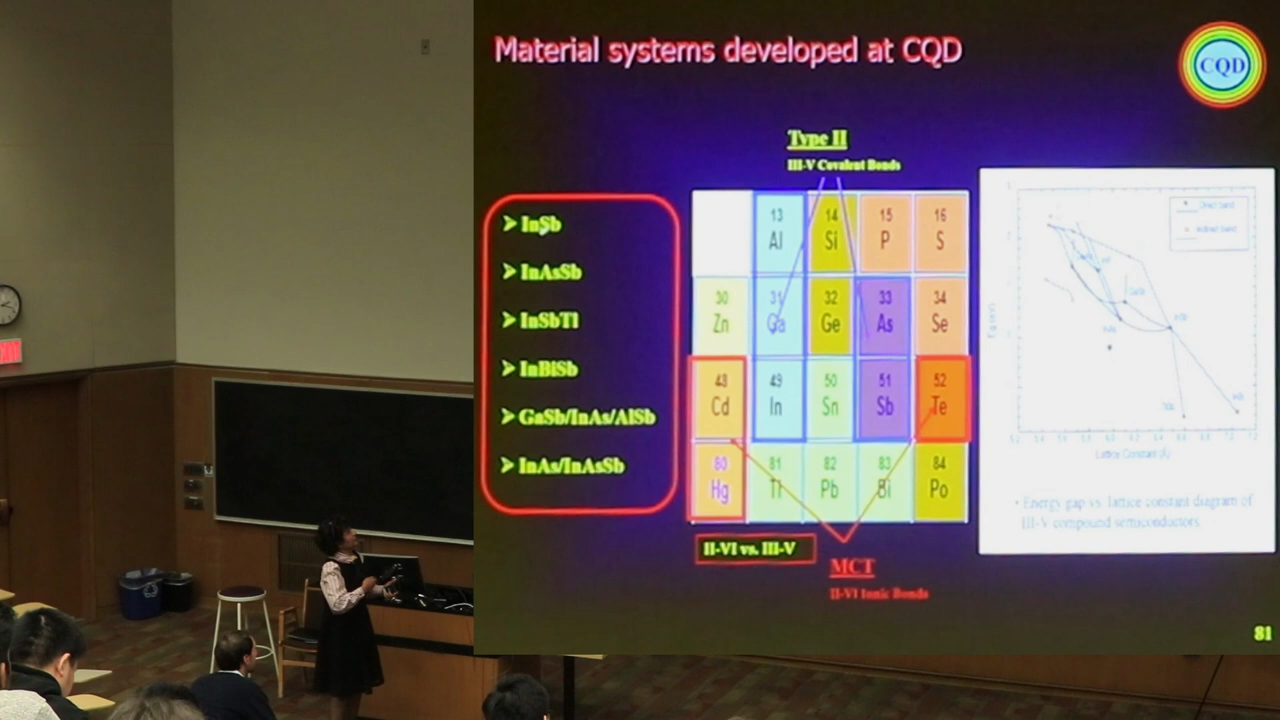 Material systems developed at CQD
CQD
Type II
III-V Covalent Bonds
➢ InSb
➢ InAsSb
➢ InSbTl
➢ InBiSb
➢ GaSb/InAs/AlSb
➢ InAs/InAsSb
13 14 15 16
Al Si P S
30 31 32 33 34
Zn Ga Ge As Se
48 49 50 51 52
Cd In Sn Sb Te
80 81 82 83 84
Hg Tl Pb Bi Po
II-VI vs. III-V
MCT
II-VI Ionic Bonds
Direct band
Indirect band
Lattice Constant (Å)
• Energy gap vs. lattice constant diagram of
III-V compound semiconductors.
81